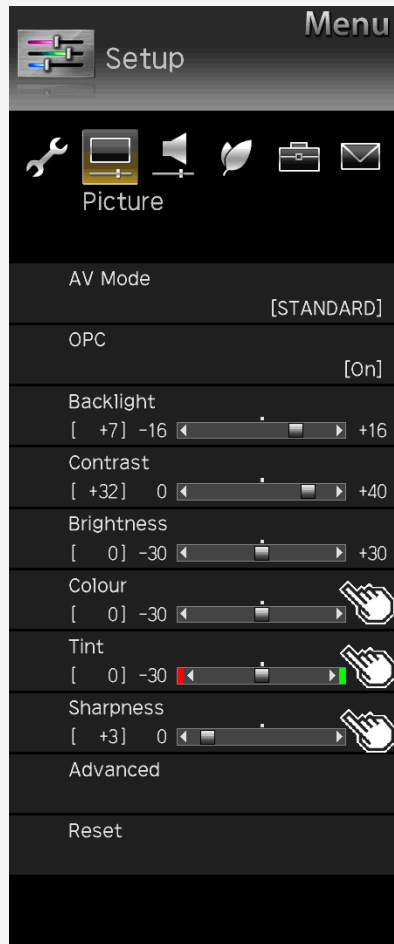 Menu
Setup
Picture
AV Mode
[STANDARD]
OPC
[On]
Backlight
[ +7] -16 +16
Contrast
[ +32] 0 +40
Brightness
[ 0] -30 +30
Colour
[ 0] -30
Tint
[ 0] -30
Sharpness
[ +3] 0
Advanced
Reset